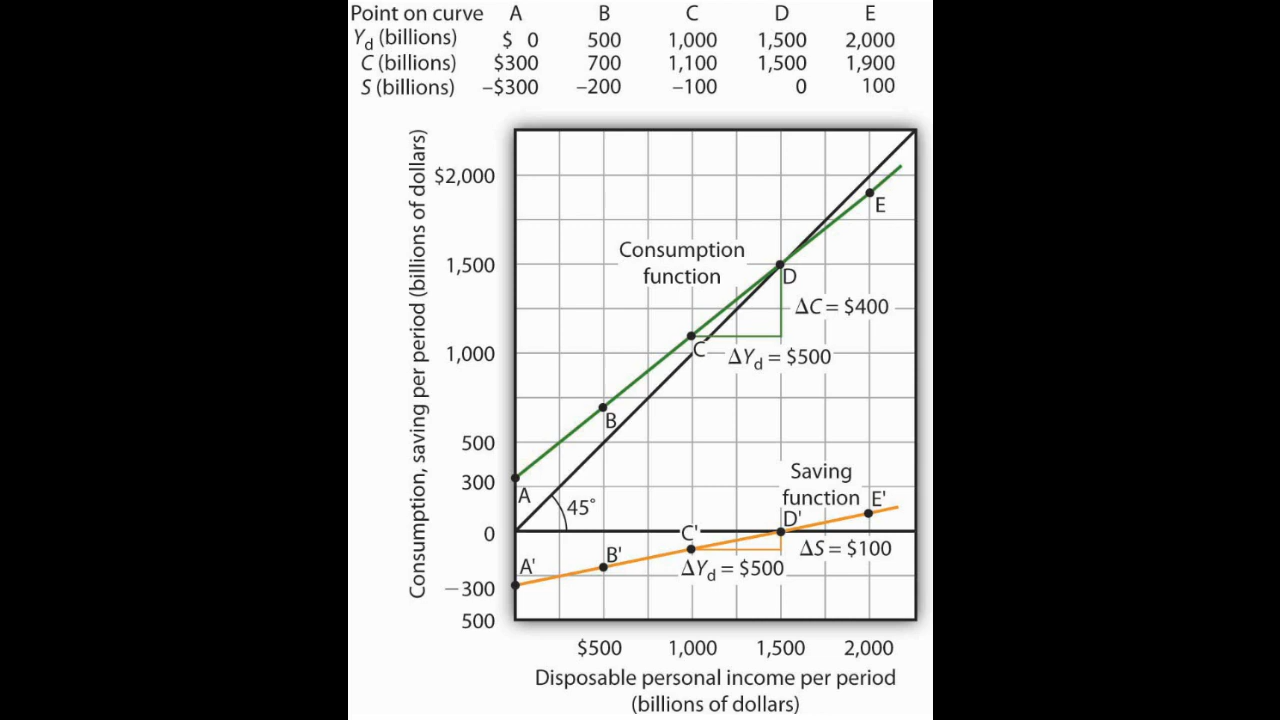 Point on curve A B C D E
Yd (billions) $ 0 500 1,000 1,500 2,000
C (billions) $300 700 1,100 1,500 1,900
S (billions) –$300 –200 –100 0 100
Consumption, saving per period (billions of dollars)
$2,000
1,500
1,000
500
300
0
−300
500
Consumption
function
E
D
ΔC = $400
C
ΔYd = $500
B
A
45°
Saving
function
E'
D'
C'
ΔS = $100
B'
ΔYd = $500
A'
$500 1,000 1,500 2,000
Disposable personal income per period
(billions of dollars)